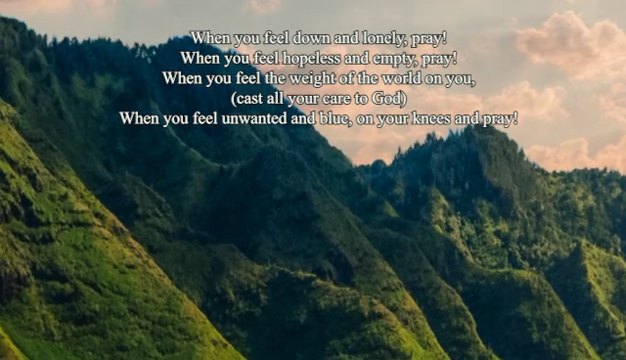 When you feel down and lonely, pray!
When you feel hopeless and empty, pray!
When you feel the weight of the world on you,
(cast all your care to God)
When you feel unwanted and blue, on your knees and pray!